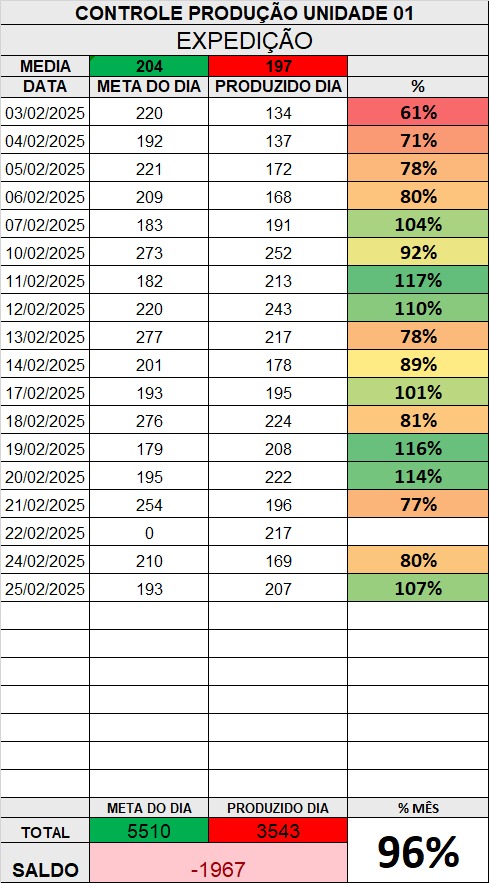 CONTROLE PRODUÇÃO UNIDADE 01
EXPEDIÇÃO
MEDIA 204 197
DATA META DO DIA PRODUZIDO DIA %
03/02/2025 220 134 61%
04/02/2025 192 137 71%
05/02/2025 221 172 78%
06/02/2025 209 168 80%
07/02/2025 183 191 104%
10/02/2025 273 252 92%
11/02/2025 182 213 117%
12/02/2025 220 243 110%
13/02/2025 277 217 78%
14/02/2025 201 178 89%
17/02/2025 193 195 101%
18/02/2025 276 224 81%
19/02/2025 179 208 116%
20/02/2025 195 222 114%
21/02/2025 254 196 77%
22/02/2025 0 217
24/02/2025 210 169 80%
25/02/2025 193 207 107%
META DO DIA PRODUZIDO DIA % MÊS
TOTAL 5510 3543 96%
SALDO -1967